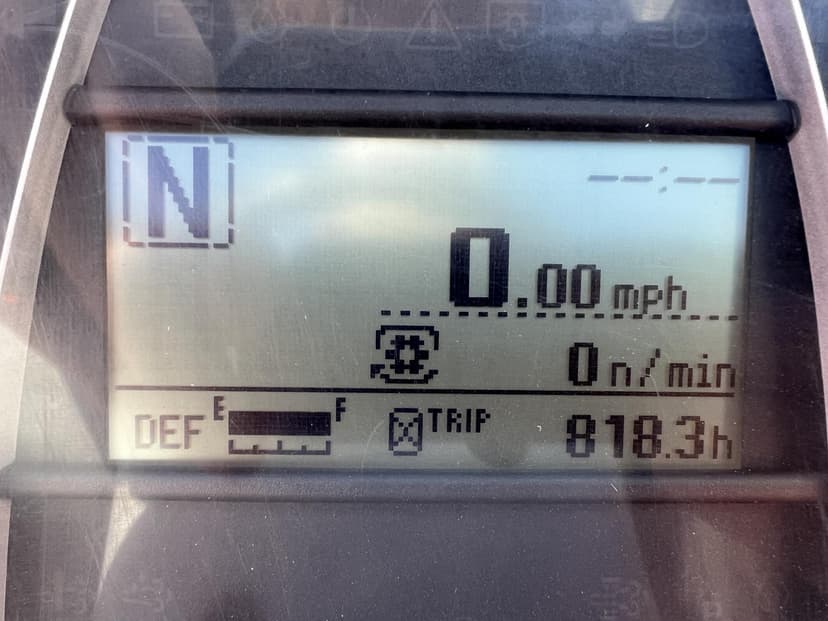 N
--:--
0.00 mph
0 n/min
DEF E F TRIP 818.3h